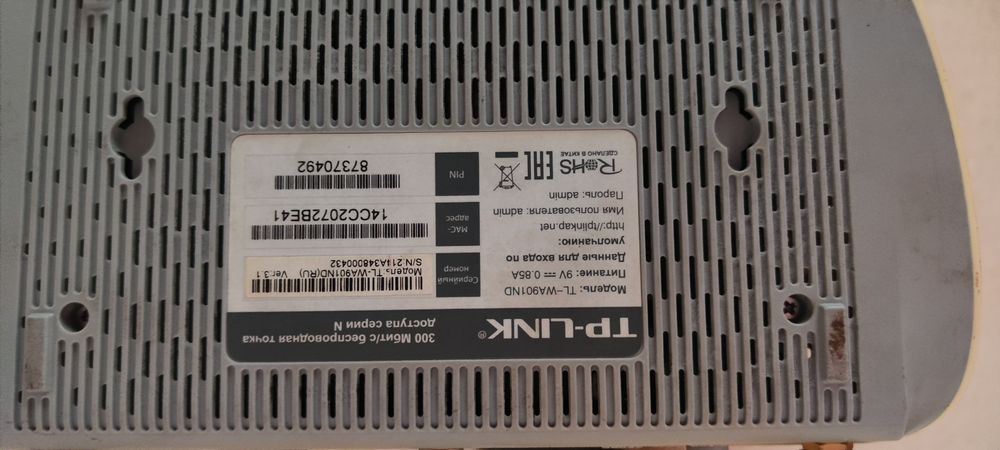 TP-LINK®
300 Мбит/с беспроводная точка
доступа серии N
Модель: TL-WA901ND
Питание: 9V ⎓ 0.85A
Данные для входа по
умолчанию:
http://tplinkap.net
Имя пользователя: admin
Пароль: admin
RoHS
EAC
СДЕЛАНО В КИТАЕ
Серийный
номер
Модель:TL-WA901ND(RU) Ver:3.1
S/N:214A348000432
MAC-
адрес
14CC2072BE41
PIN
87370492